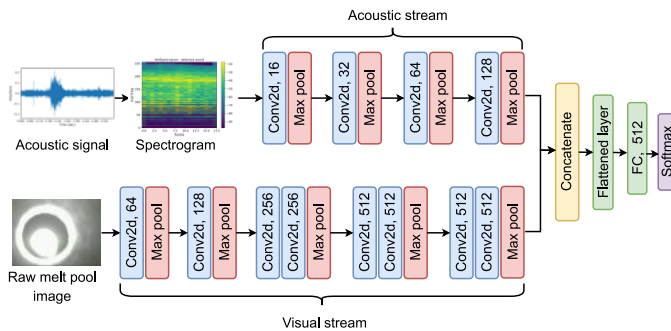 Acoustic stream
Conv2d, 16
Max pool
Conv2d, 32
Max pool
Conv2d, 64
Max pool
Conv2d, 128
Max pool
Acoustic signal
Spectrogram
Concatenate
Flattened layer
FC, 512
Softmax
Conv2d, 64
Max pool
Conv2d, 128
Max pool
Conv2d, 256
Conv2d, 256
Max pool
Conv2d, 512
Conv2d, 512
Max pool
Conv2d, 512
Conv2d, 512
Max pool
Raw melt pool
image
Visual stream